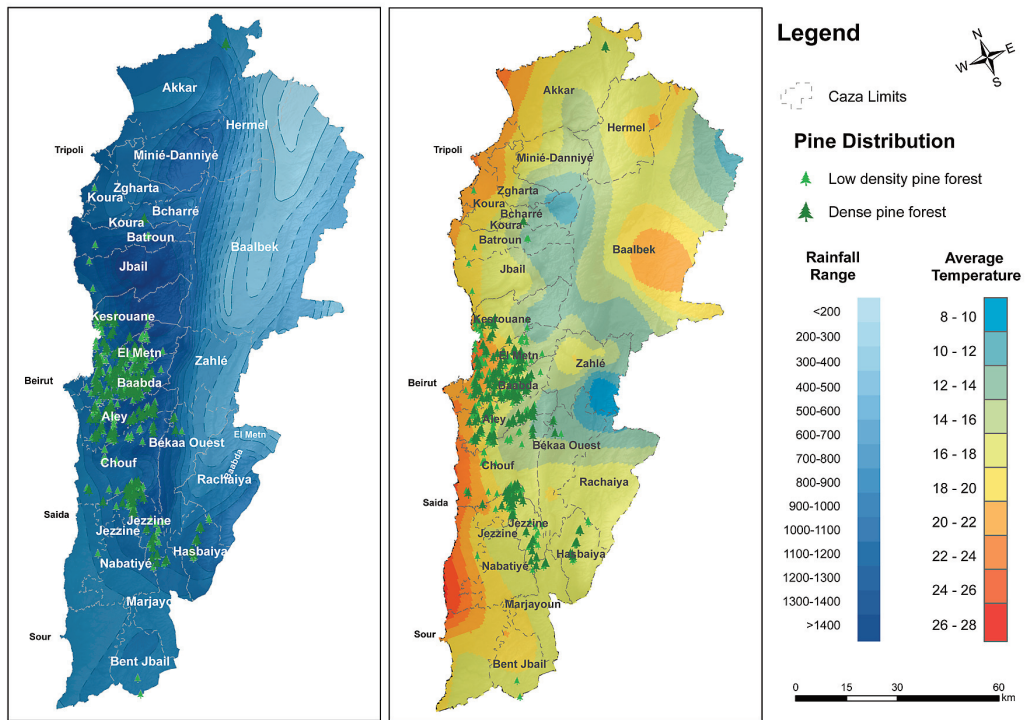 Akkar
Hermel
Tripoli
Minié-Danniyé
Zgharta
Koura
Bcharré
Koura
Batroun
Baalbek
Jbail
Kesrouane
El Metn
Zahlé
Beirut
Baabda
Aley
Békaa Ouest
El Metn
Baabda
Chouf
Rachaiya
Saida
Jezzine
Jezzine
Hasbaiya
Nabatiyé
Marjayou
Sour
Bent Jbail
Akkar
Hermel
Tripoli
Minié-Danniyé
Zgharta
Koura
Bcharré
Koura
Batroun
Baalbek
Jbail
Kesrouane
El Metn
Zahlé
Beirut
Baabda
Aley
Békaa Ouest
Chouf
Rachaiya
Saida
Jezzine
Jezzine
Hasbaiya
Nabatiyé
Marjayoun
Sour
Bent Jbail
Legend
N
E
W
S
Caza Limits
Pine Distribution
Low density pine forest
Dense pine forest
Rainfall
Range
<200
200-300
300-400
400-500
500-600
600-700
700-800
800-900
900-1000
1000-1100
1100-1200
1200-1300
1300-1400
>1400
Average
Temperature
8 - 10
10 - 12
12 - 14
14 - 16
16 - 18
18 - 20
20 - 22
22 - 24
24 - 26
26 - 28
0 15 30 60
km